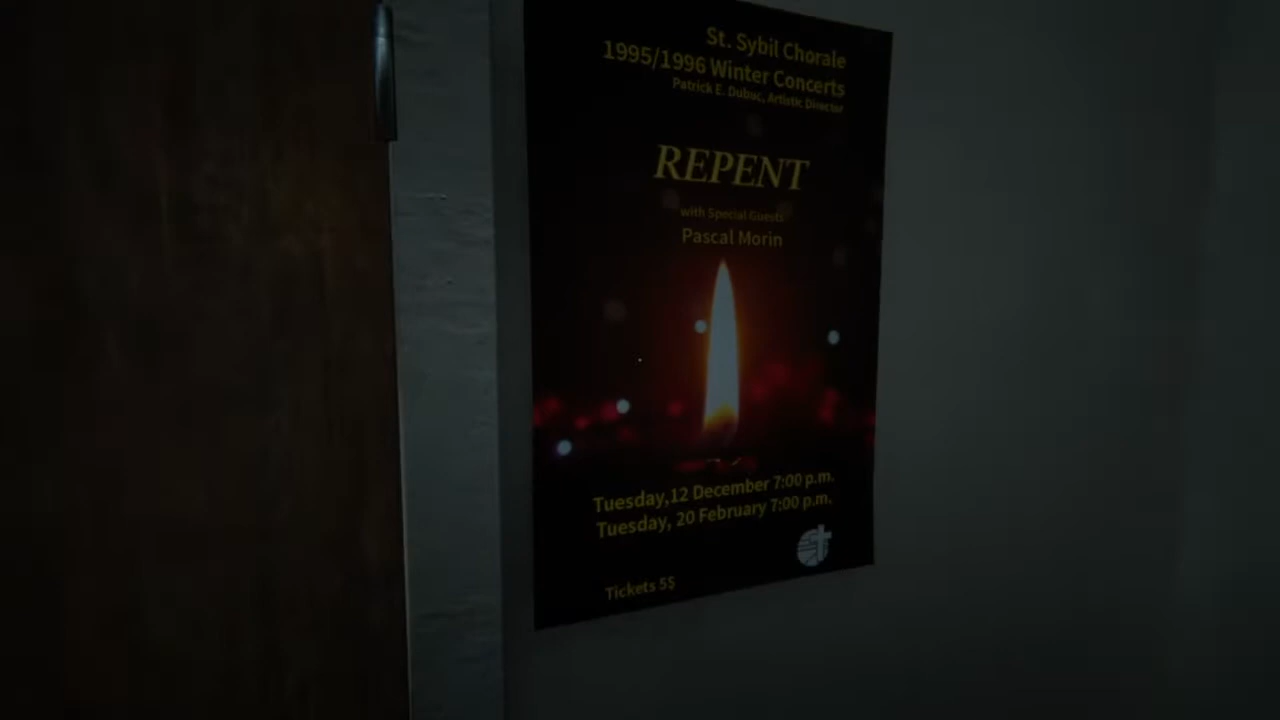 St. Sybil Chorale
1995/1996 Winter Concerts
Patrick E. Dubuc, Artistic Director
REPENT
with Special Guests
Pascal Morin
Tuesday,12 December 7:00 p.m.
Tuesday, 20 February 7:00 p.m.
Tickets 5$